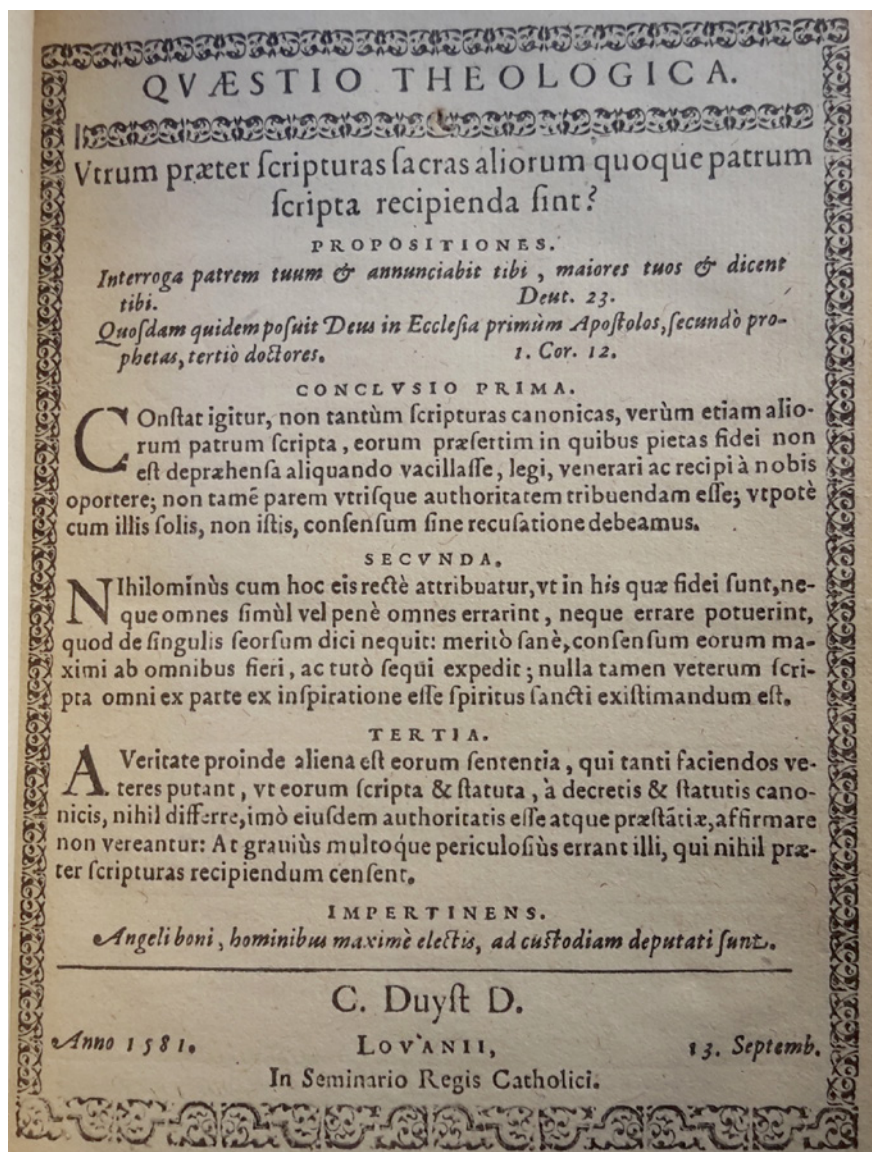 QVÆSTIO THEOLOGICA.
Vtrum præter ſcripturas ſacras aliorum quoque patrum
ſcripta recipienda ſint?
PROPOSITIONES.
Interroga patrem tuum & annunciabit tibi , maiores tuos & dicent
tibi. Deut. 23.
Quoſdam quidem poſuit Deus in Eccleſia primùm Apoſtolos, ſecundò pro-
phetas, tertiò doctores. 1. Cor. 12.
CONCLVSIO PRIMA.
COnſtat igitur, non tantùm ſcripturas canonicas, verùm etiam alio-
rum patrum ſcripta , eorum præſertim in quibus pietas fidei non
eſt depræhenſa aliquando vacillaſſe , legi, venerari ac recipi à nobis
oportere; non tamẽ parem vtriſque authoritatem tribuendam eſſe; vtpotè
cum illis ſolis, non iſtis, conſenſum ſine recuſatione debeamus.
SECVNDA.
NIhilominùs cum hoc eis rectè attribuatur, vt in his quæ fidei ſunt, ne-
que omnes ſimùl vel penè omnes errarint , neque errare potuerint,
quod de ſingulis ſeorſum dici nequit: meritò ſanè, conſenſum eorum ma-
ximi ab omnibus fieri , ac tutò ſequi expedit ; nulla tamen veterum ſcri-
pta omni ex parte ex inſpiratione eſſe ſpiritus ſancti exiſtimandum eſt.
TERTIA.
A Veritate proinde aliena eſt eorum ſententia , qui tanti faciendos ve-
teres putant , vt eorum ſcripta & ſtatuta , à decretis & ſtatutis cano-
nicis, nihil differre, imò eiuſdem authoritatis eſſe atque præſtãtiæ, affirmare
non vereantur: At grauiùs multoque periculoſiùs errant illi, qui nihil præ-
ter ſcripturas recipiendum cenſent.
IMPERTINENS.
Angeli boni , hominibus maximè electis, ad cuſtodiam deputati ſunt.
C. Duyſt D.
Anno 1581. LOVANII, 13. Septemb.
In Seminario Regis Catholici.